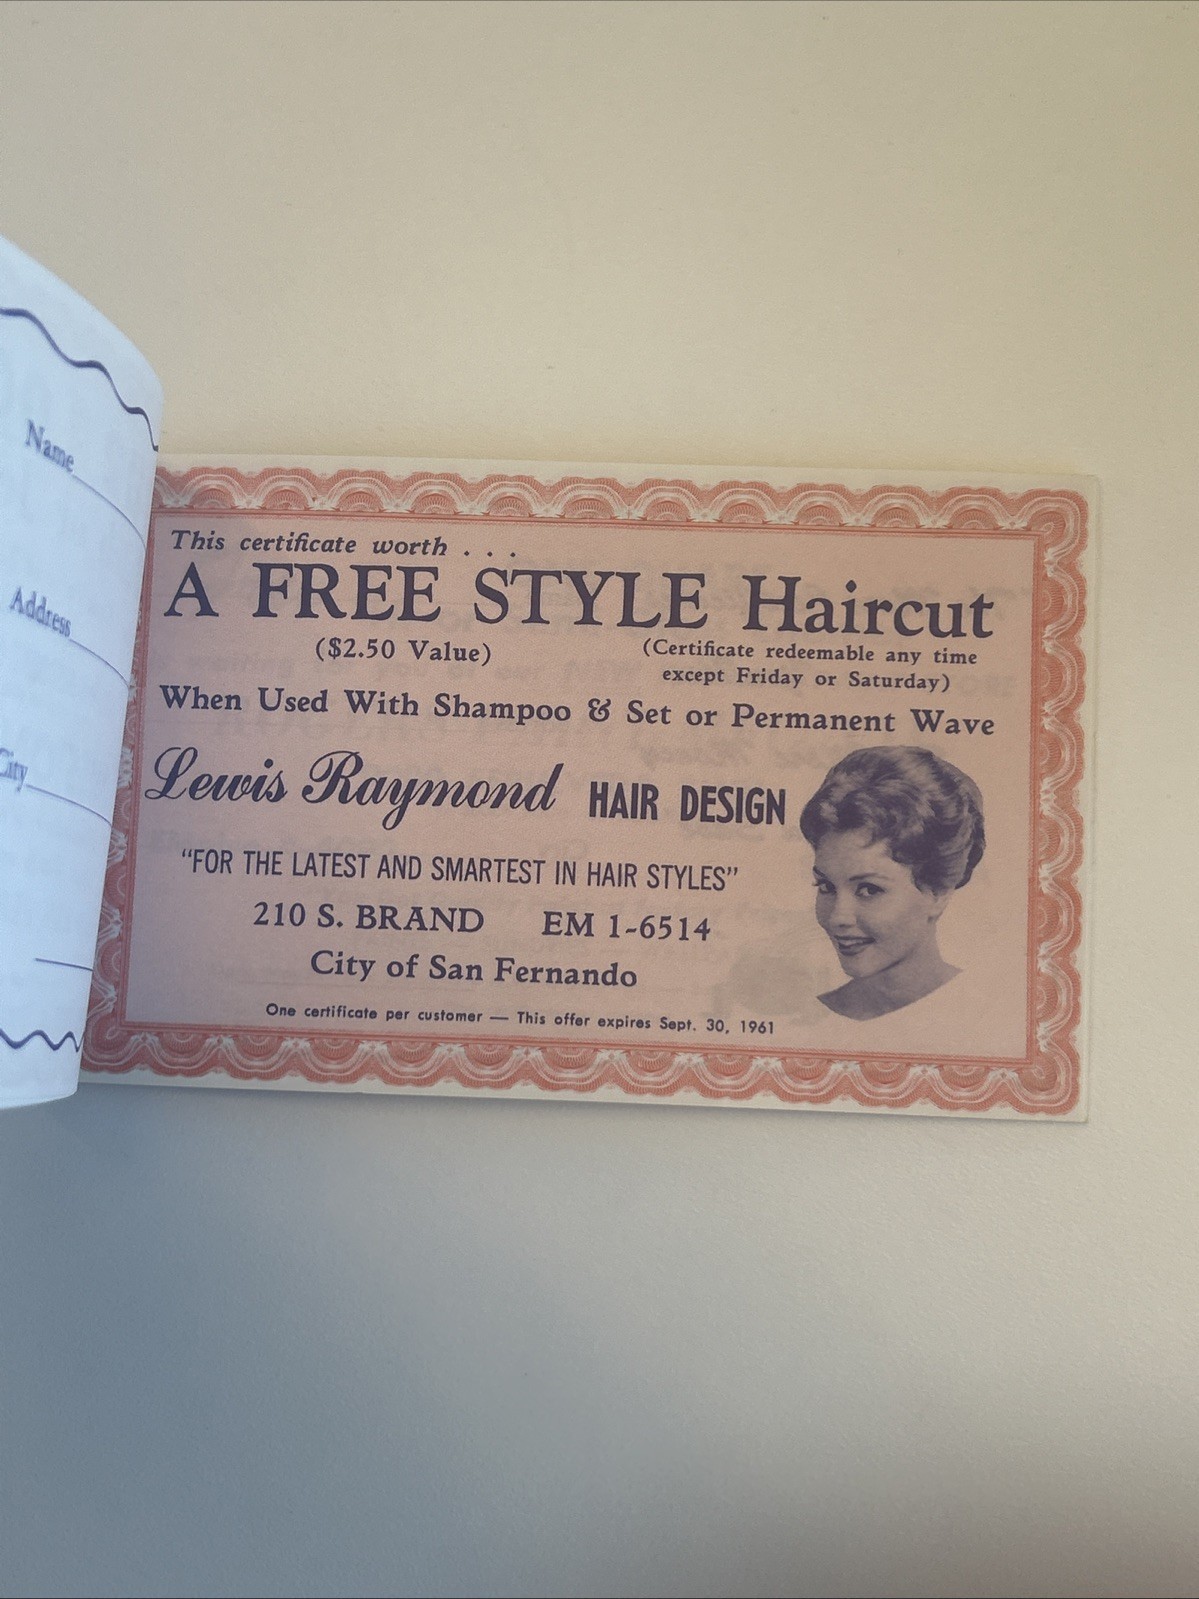 Name
Address
City
This certificate worth . . .
A FREE STYLE Haircut
($2.50 Value)
(Certificate redeemable any time
except Friday or Saturday)
When Used With Shampoo & Set or Permanent Wave
Lewis Raymond HAIR DESIGN
"FOR THE LATEST AND SMARTEST IN HAIR STYLES"
210 S. BRAND EM 1-6514
City of San Fernando
One certificate per customer — This offer expires Sept. 30, 1961